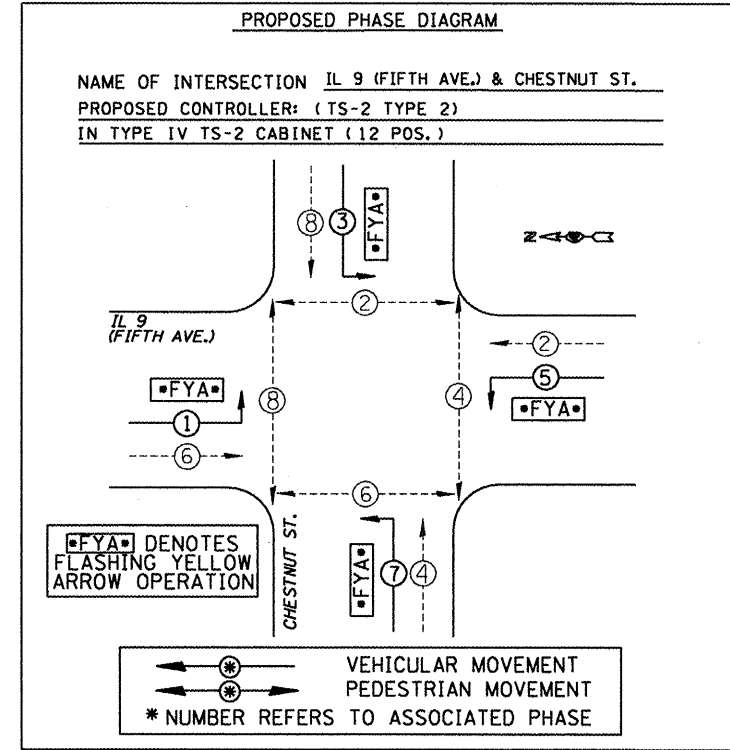 PROPOSED PHASE DIAGRAM
NAME OF INTERSECTION IL 9 (FIFTH AVE.) & CHESTNUT ST.
PROPOSED CONTROLLER: (TS-2 TYPE 2)
IN TYPE IV TS-2 CABINET (12 POS.)
8
3
*FYA*
N
2
IL 9
(FIFTH AVE.)
2
5
*FYA*
*FYA*
1
8
4
6
6
*FYA* DENOTES
FLASHING YELLOW
ARROW OPERATION
CHESTNUT ST.
*FYA*
7
4
* VEHICULAR MOVEMENT
* PEDESTRIAN MOVEMENT
* NUMBER REFERS TO ASSOCIATED PHASE